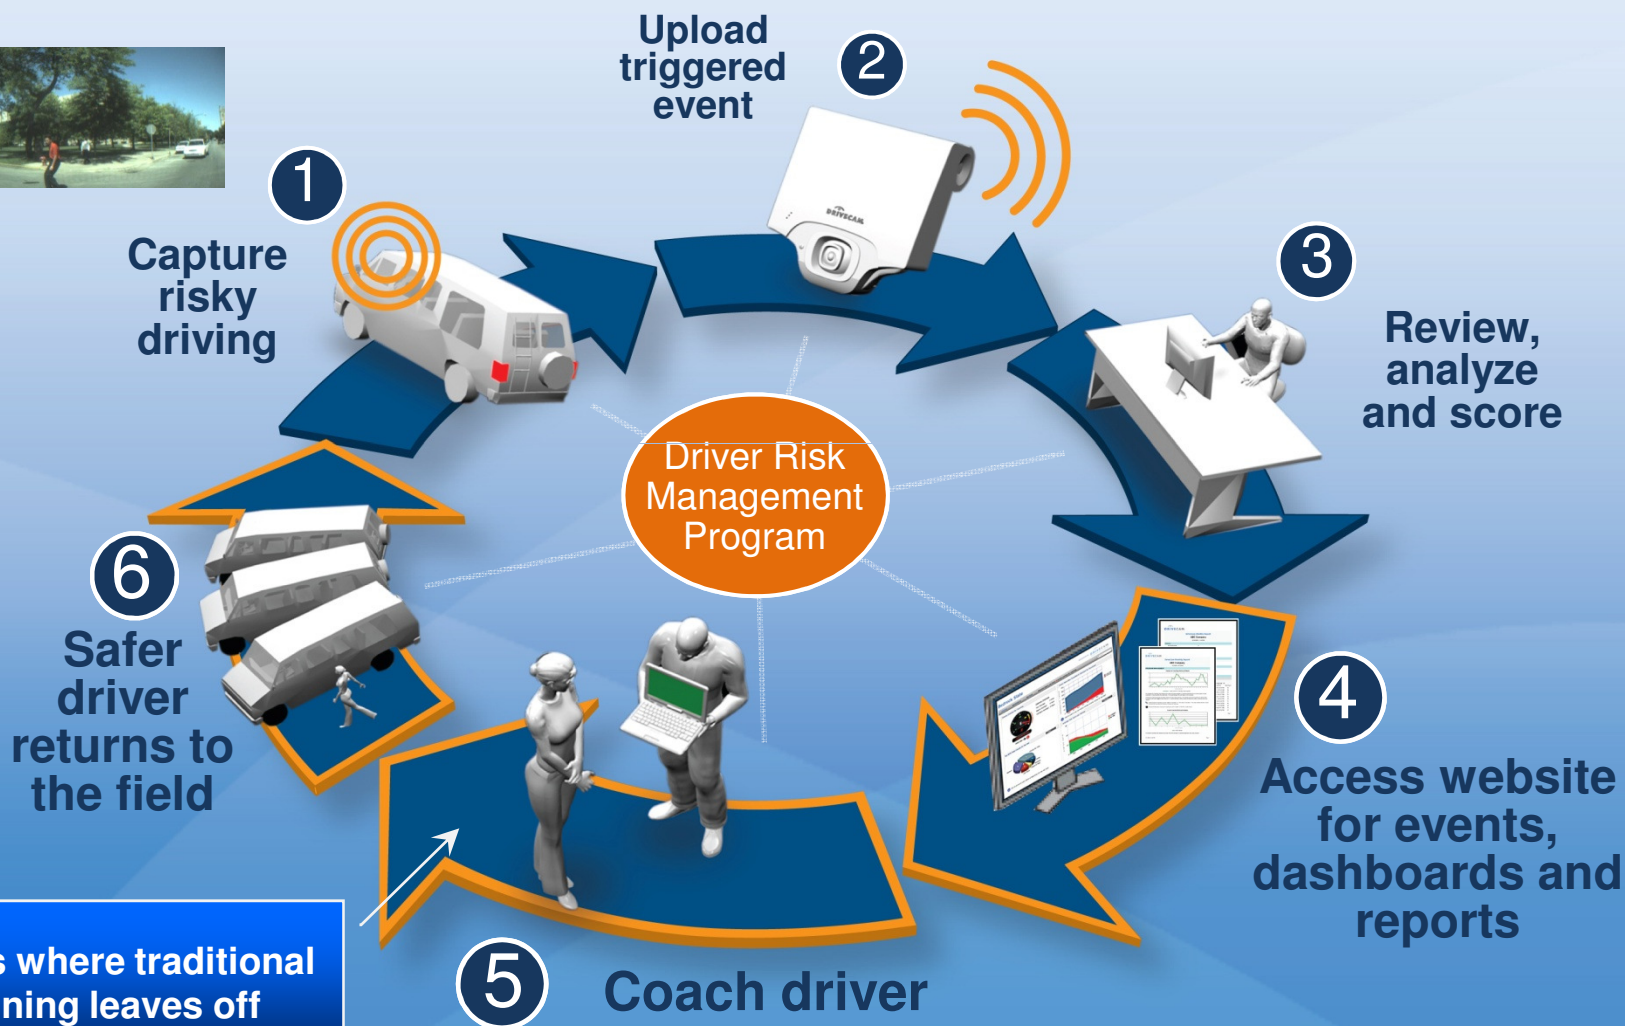 1
Capture
risky
driving
Upload
triggered
event
2
DRIVECAM
3
Review,
analyze
and score
Driver Risk
Management
Program
4
Access website
for events,
dashboards and
reports
5
Coach driver
6
Safer
driver
returns to
the field
s where traditional
ning leaves off